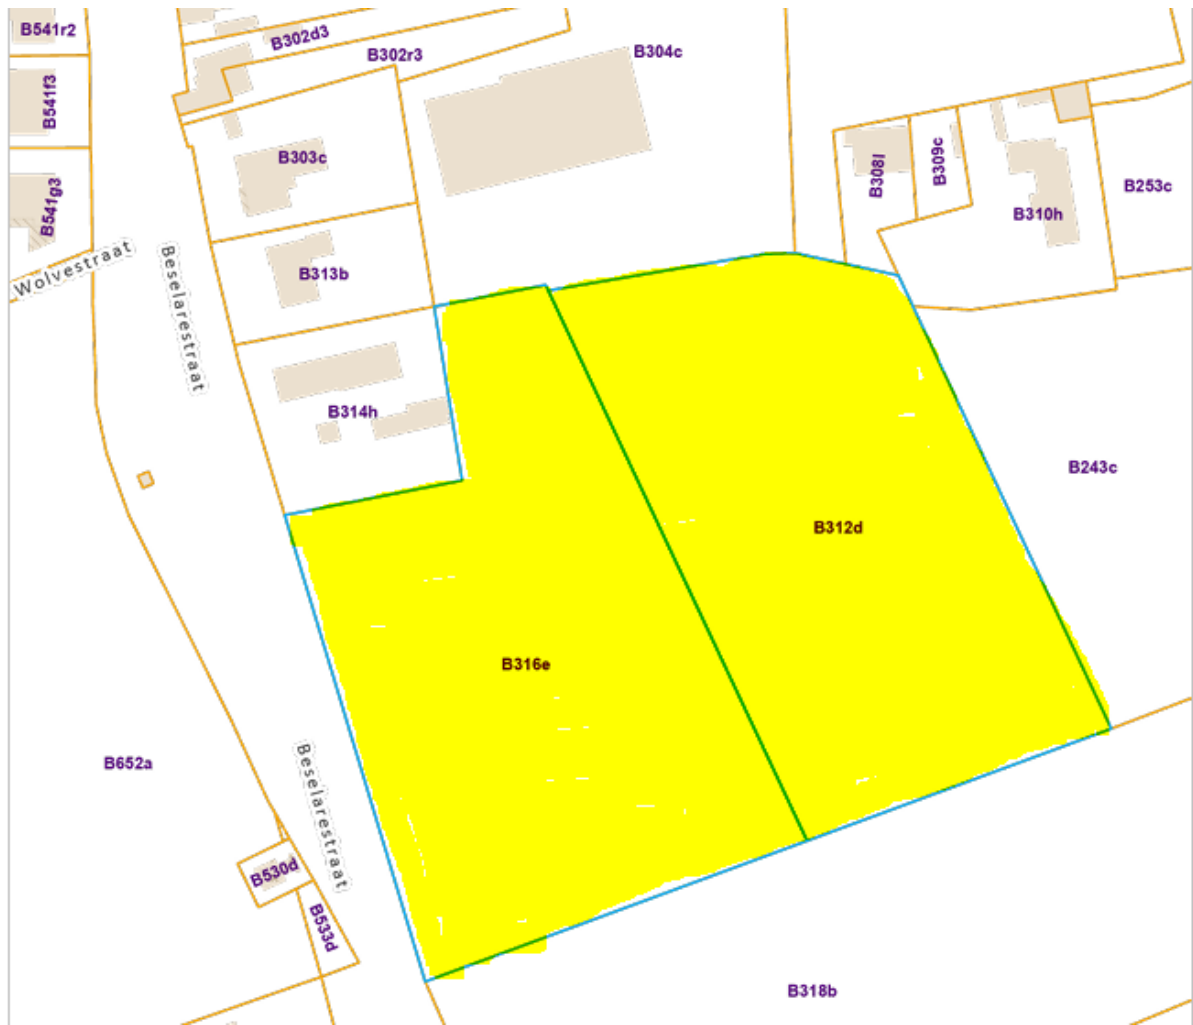 B541r2
B302d3
B302r3
B304c
B541f3
B303c
B308l
B309c
B253c
B541g3
B310h
Wolvestraat
Beselarestraat
B313b
B314h
B243c
B312d
B316e
B652a
Beselarestraat
B530d
B533d
B318b